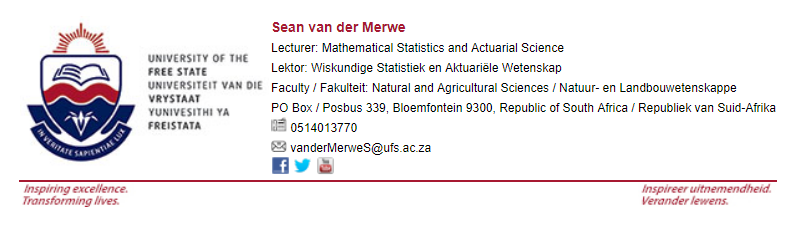 IN VERITATE SAPIENTIAE LUX
UNIVERSITY OF THE
FREE STATE
UNIVERSITEIT VAN DIE
VRYSTAAT
YUNIVESITHI YA
FREISTATA
Sean van der Merwe
Lecturer: Mathematical Statistics and Actuarial Science
Lektor: Wiskundige Statistiek en Aktuariële Wetenskap
Faculty / Fakulteit: Natural and Agricultural Sciences / Natuur- en Landbouwetenskappe
PO Box / Posbus 339, Bloemfontein 9300, Republic of South Africa / Republiek van Suid-Afrika
0514013770
vanderMerweS@ufs.ac.za
Inspiring excellence.
Transforming lives.
Inspireer uitnemendheid.
Verander lewens.